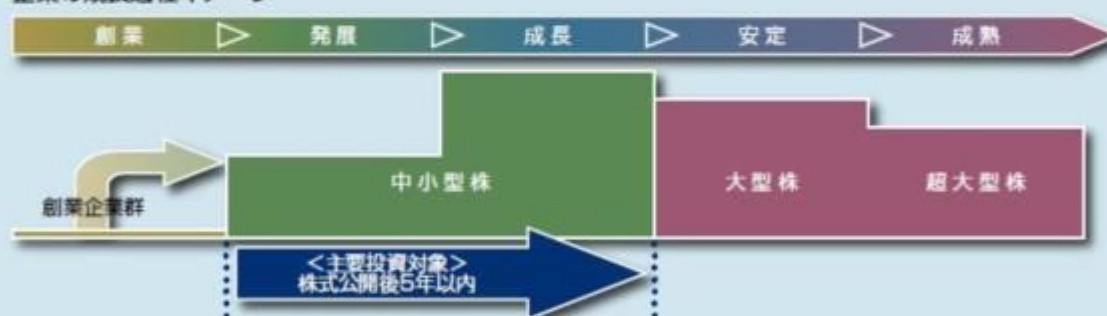 創業 ▷ 発展 ▷ 成長 ▷ 安定 ▷ 成熟
中小型株
大型株
超大型株
創業企業群
＜主要投資対象＞
株式公開後5年以内